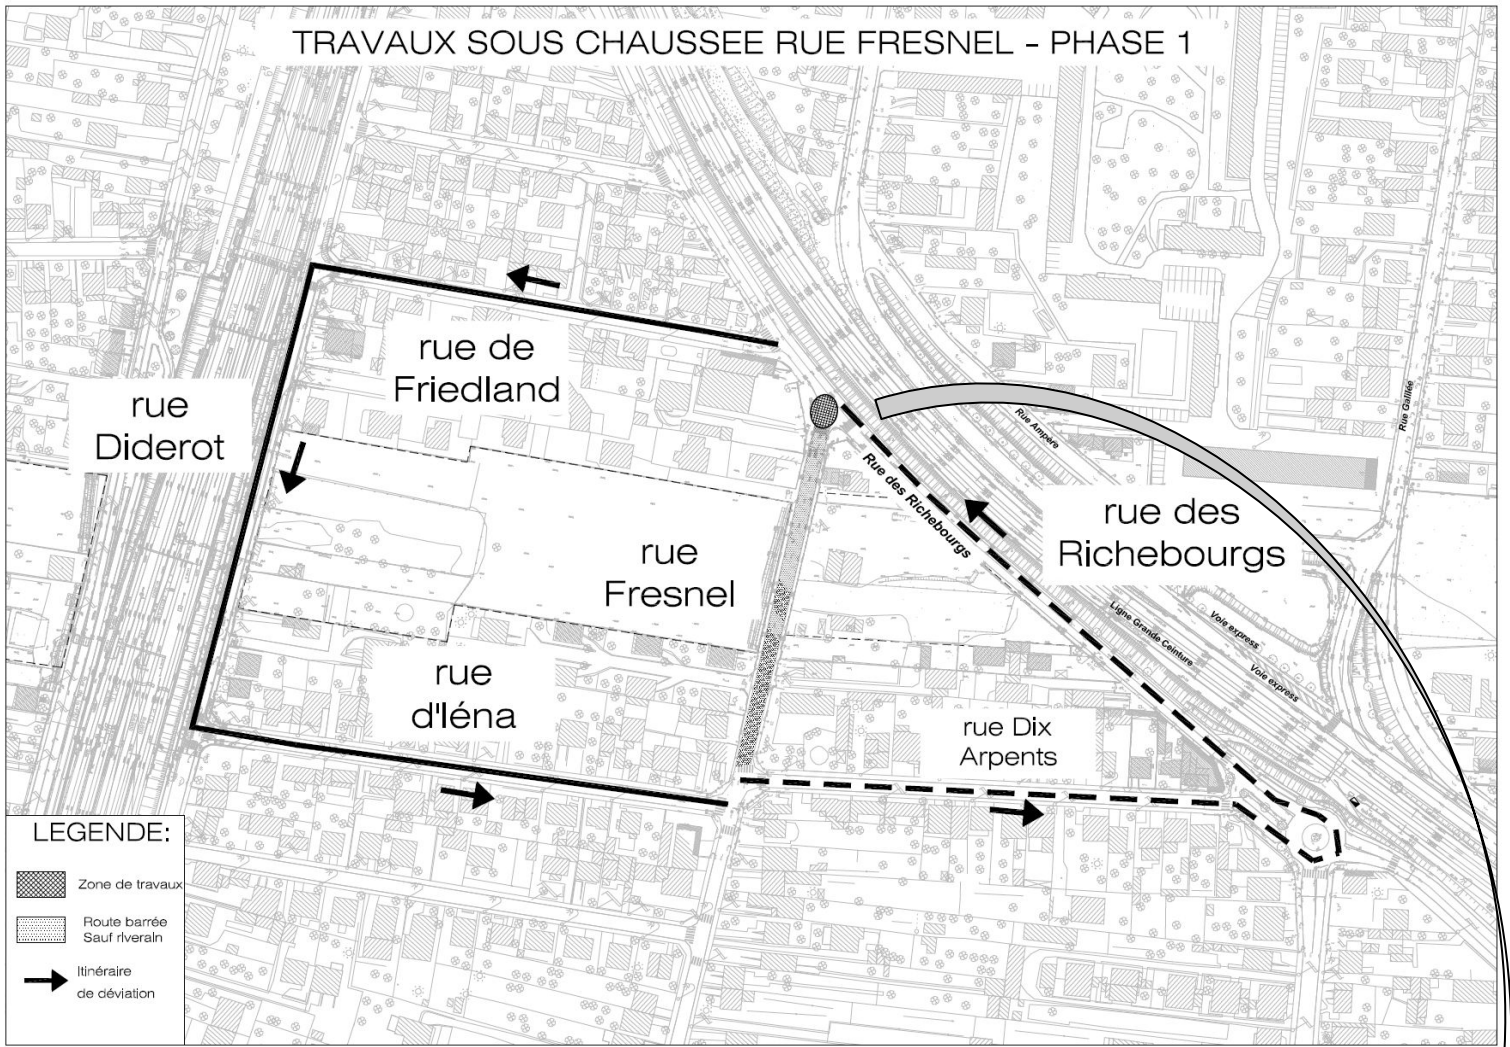 TRAVAUX SOUS CHAUSSEE RUE FRESNEL - PHASE 1
rue de
Friedland
rue
Diderot
Rue Galilée
Rue Ampère
Rue des Richebourgs
rue des
Richebourgs
rue
Fresnel
Ligne Grande Ceinture
Voie express
Voie express
rue
d'Iéna
rue Dix
Arpents
LEGENDE:
Zone de travaux
Route barrée
Sauf riverain
Itinéraire
de déviation